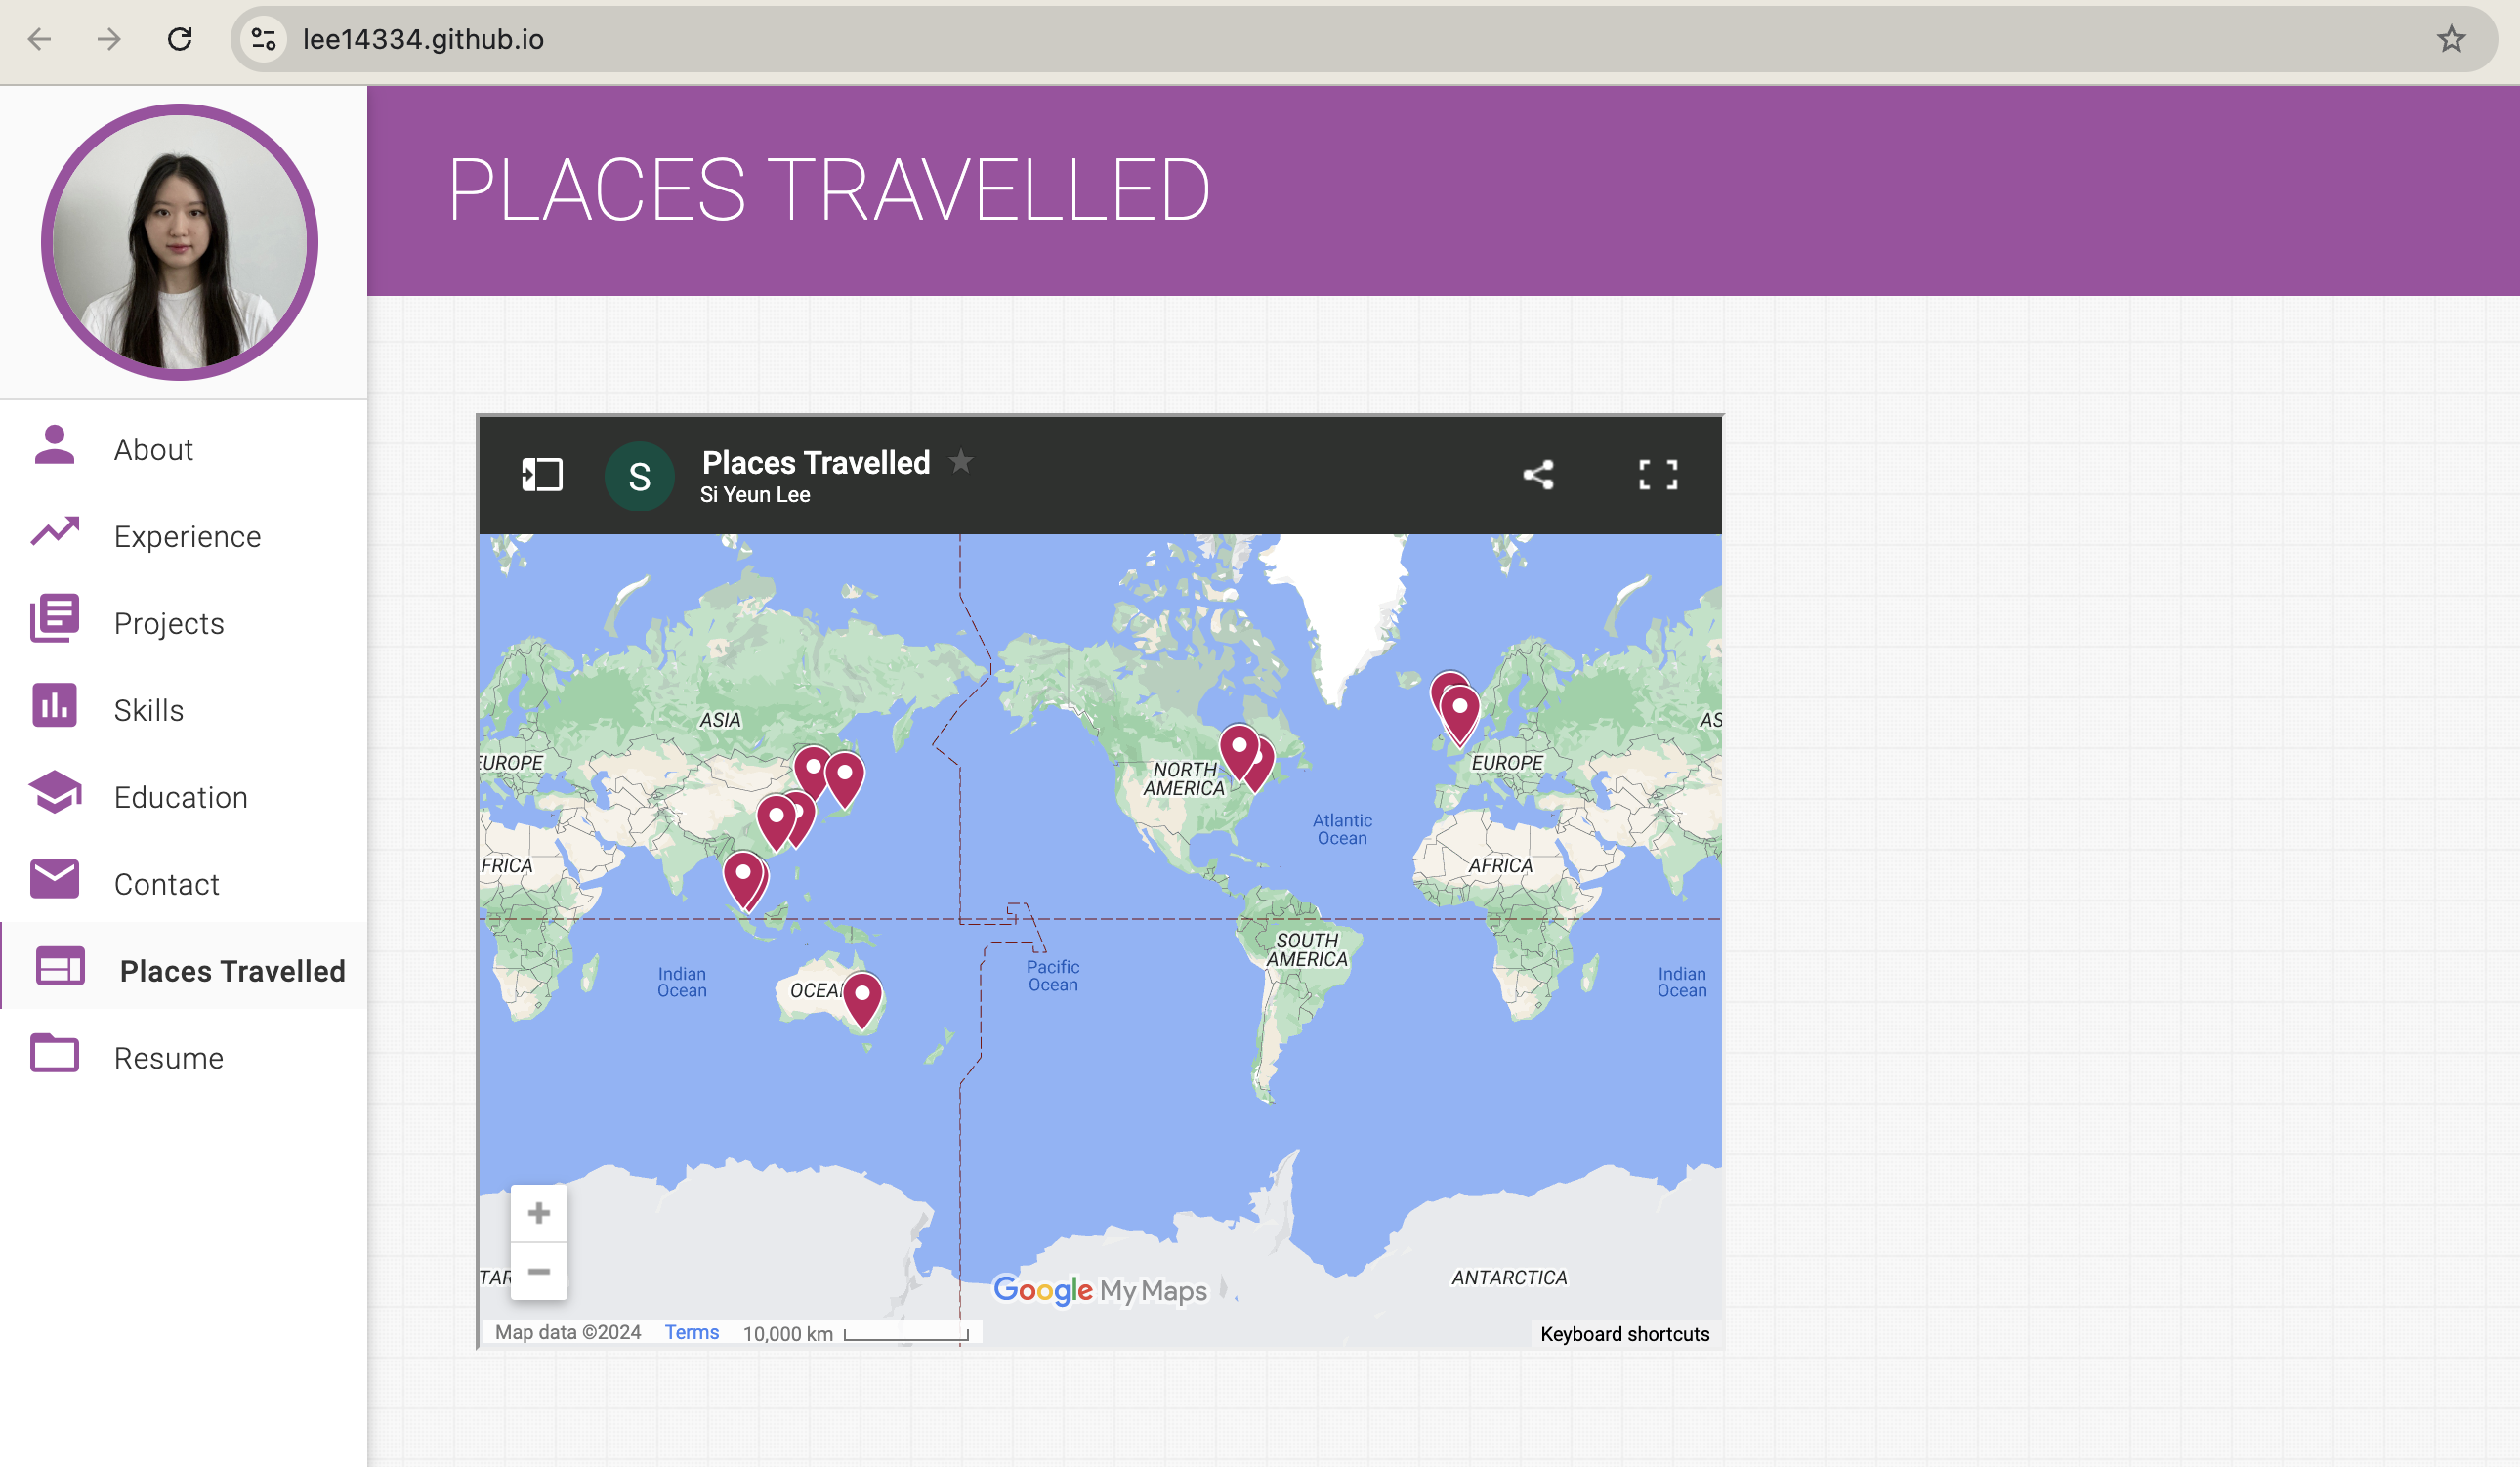 lee14334.github.io
PLACES TRAVELLED
About
Experience
Projects
Skills
Education
Contact
Places Travelled
Resume
S
Places Travelled
Si Yeun Lee
ASIA
AS
EUROPE
NORTH
AMERICA
EUROPE
Atlantic
Ocean
FRICA
AFRICA
SOUTH
AMERICA
Indian
Ocean
OCEA
Pacific
Ocean
Indian
Ocean
TAR
ANTARCTICA
Google My Maps
Map data ©2024
Terms
10,000 km
Keyboard shortcuts